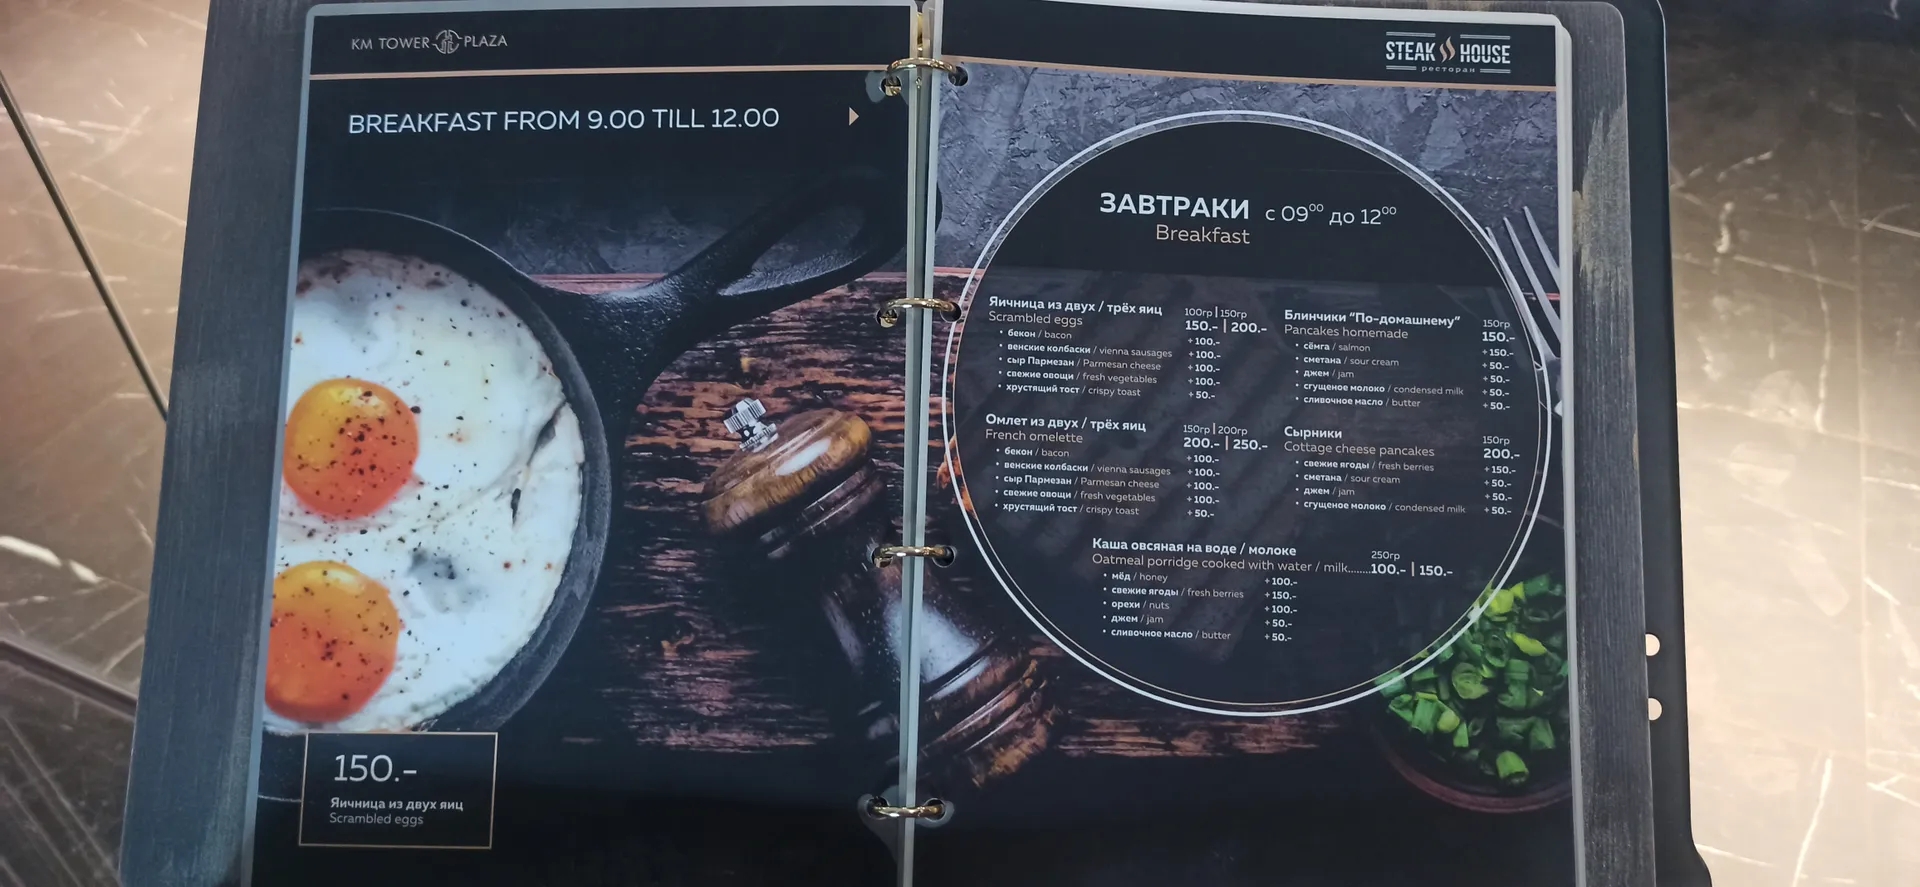 KM TOWER PLAZA
BREAKFAST FROM 9.00 TILL 12.00
150.-
Яичница из двух яиц
Scrambled eggs
STEAK HOUSE
ресторан
ЗАВТРАКИ с 09⁰⁰ до 12⁰⁰
Breakfast
Яичница из двух / трёх яиц 100гр | 150гр
Scrambled eggs 150.- | 200.-
• бекон / bacon +100.-
• венские колбаски / vienna sausages +100.-
• сыр Пармезан / Parmesan cheese +100.-
• свежие овощи / fresh vegetables +100.-
• хрустящий тост / crispy toast +50.-
Омлет из двух / трёх яиц 150гр | 200гр
French omelette 200.- | 250.-
• бекон / bacon +100.-
• венские колбаски / vienna sausages +100.-
• сыр Пармезан / Parmesan cheese +100.-
• свежие овощи / fresh vegetables +100.-
• хрустящий тост / crispy toast +50.-
Блинчики “По-домашнему” 150гр
Pancakes homemade 150.-
• сёмга / salmon +150.-
• сметана / sour cream +50.-
• джем / jam +50.-
• сгущеное молоко / condensed milk +50.-
• сливочное масло / butter +50.-
Сырники 150гр
Cottage cheese pancakes 200.-
• свежие ягоды / fresh berries +150.-
• сметана / sour cream +50.-
• джем / jam +50.-
• сгущеное молоко / condensed milk +50.-
Каша овсяная на воде / молоке 250гр
Oatmeal porridge cooked with water / milk.......100.- | 150.-
• мёд / honey +100.-
• свежие ягоды / fresh berries +150.-
• орехи / nuts +100.-
• джем / jam +50.-
• сливочное масло / butter +50.-